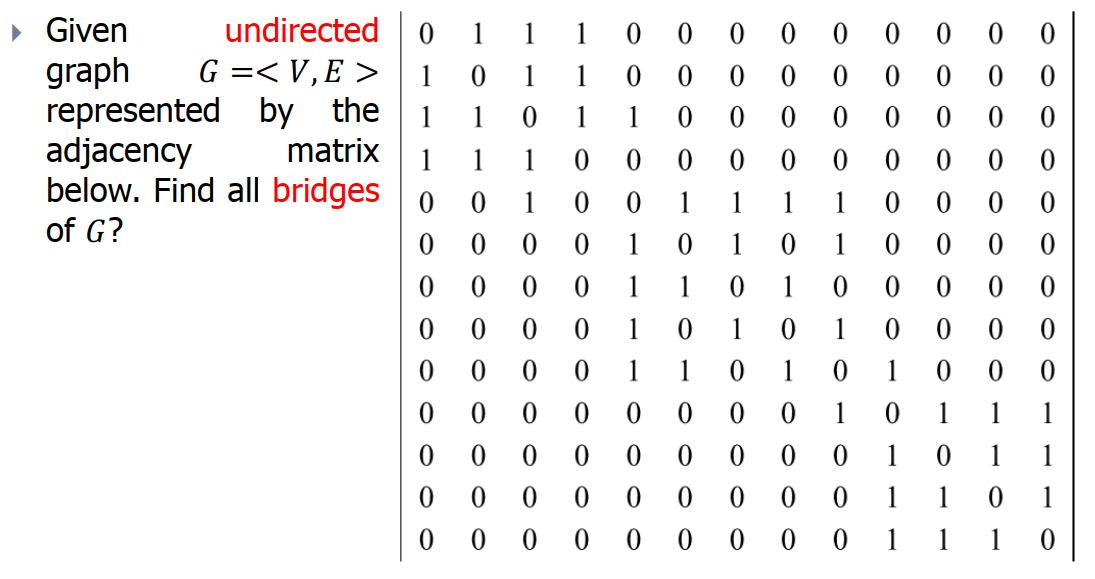 Given undirected
graph G =< V, E >
represented by the
adjacency matrix
below. Find all bridges
of G?
0 1 1 1 0 0 0 0 0 0 0 0 0
1 0 1 1 0 0 0 0 0 0 0 0 0
1 1 0 1 1 0 0 0 0 0 0 0 0
1 1 1 0 0 0 0 0 0 0 0 0 0
0 0 1 0 0 1 1 1 1 0 0 0 0
0 0 0 0 1 0 1 0 1 0 0 0 0
0 0 0 0 1 1 0 1 0 0 0 0 0
0 0 0 0 1 0 1 0 1 0 0 0 0
0 0 0 0 1 1 0 1 0 1 0 0 0
0 0 0 0 0 0 0 0 1 0 1 1 1
0 0 0 0 0 0 0 0 0 1 0 1 1
0 0 0 0 0 0 0 0 0 1 1 0 1
0 0 0 0 0 0 0 0 0 1 1 1 0